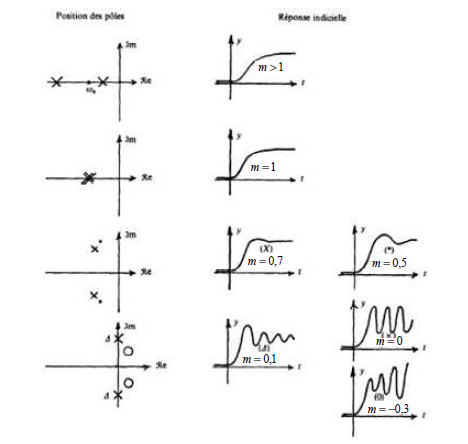 Position des pôles
Réponse indicielle
Im
Re
ω₀
y
m > 1
t
Im
Re
y
m = 1
t
Im
y
(X)
m = 0,7
t
y
(*)
m = 0,5
t
Im
Δ
Re
Δ
y
(Δ)
m = 0,1
t
y
(×)
m = 0
t
y
(0)
m = –0,3
t